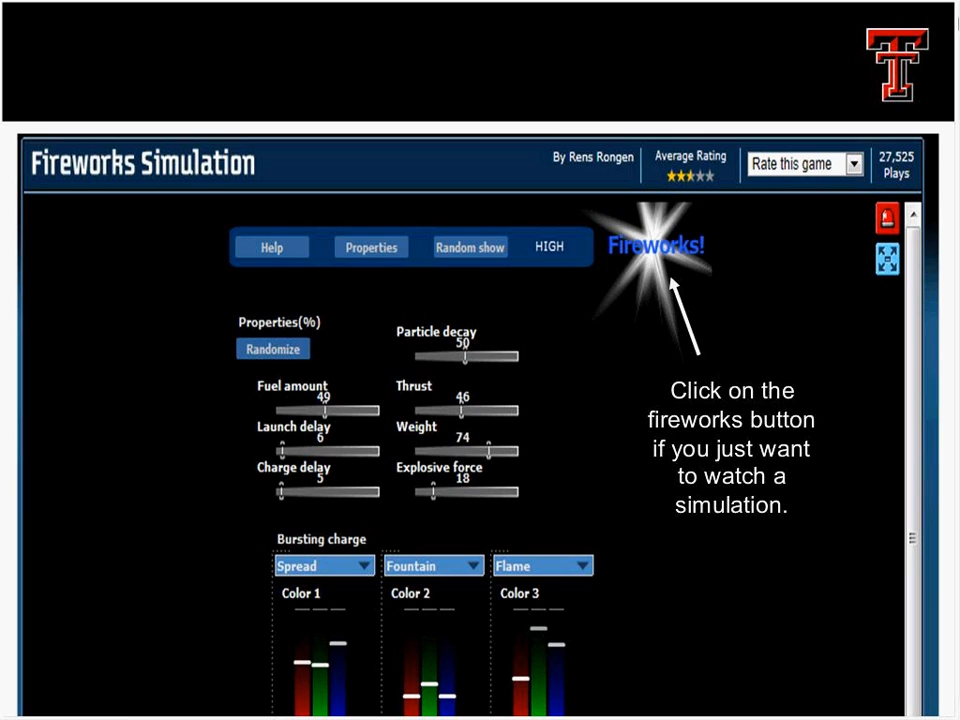 Fireworks Simulation
By Rens Rongen
Average Rating
Rate this game
27,525
Plays
Help
Properties
Random show
HIGH
Fireworks!
Properties(%)
Randomize
Particle decay
50
Fuel amount
49
Thrust
46
Launch delay
6
Weight
74
Charge delay
5
Explosive force
18
Click on the
fireworks button
if you just want
to watch a
simulation.
Bursting charge
Spread
Fountain
Flame
Color 1
Color 2
Color 3